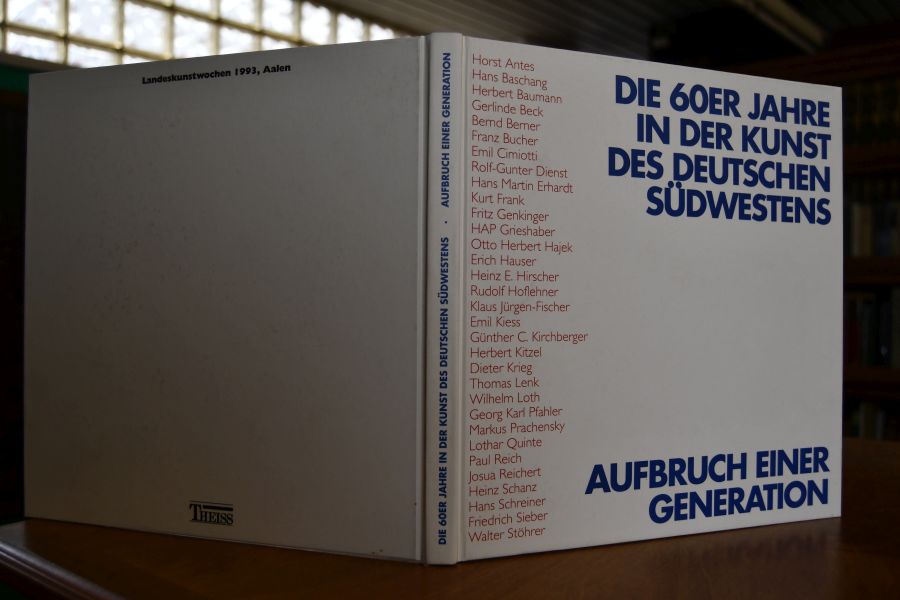 Landeskunstwochen 1993, Aalen
THEISS
DIE 60ER JAHRE IN DER KUNST DES DEUTSCHEN SÜDWESTENS · AUFBRUCH EINER GENERATION
Horst Antes
Hans Baschang
Herbert Baumann
Gerlinde Beck
Bernd Berner
Franz Bucher
Emil Cimiotti
Rolf-Gunter Dienst
Hans Martin Erhardt
Kurt Frank
Fritz Genkinger
HAP Grieshaber
Otto Herbert Hajek
Erich Hauser
Heinz E. Hirscher
Rudolf Hoflehner
Klaus Jürgen-Fischer
Emil Kiess
Günther C. Kirchberger
Herbert Kitzel
Dieter Krieg
Thomas Lenk
Wilhelm Loth
Georg Karl Pfahler
Markus Prachensky
Lothar Quinte
Paul Reich
Josua Reichert
Heinz Schanz
Hans Schreiner
Friedrich Sieber
Walter Stöhrer
DIE 60ER JAHRE
IN DER KUNST
DES DEUTSCHEN
SÜDWESTENS
AUFBRUCH EINER
GENERATION